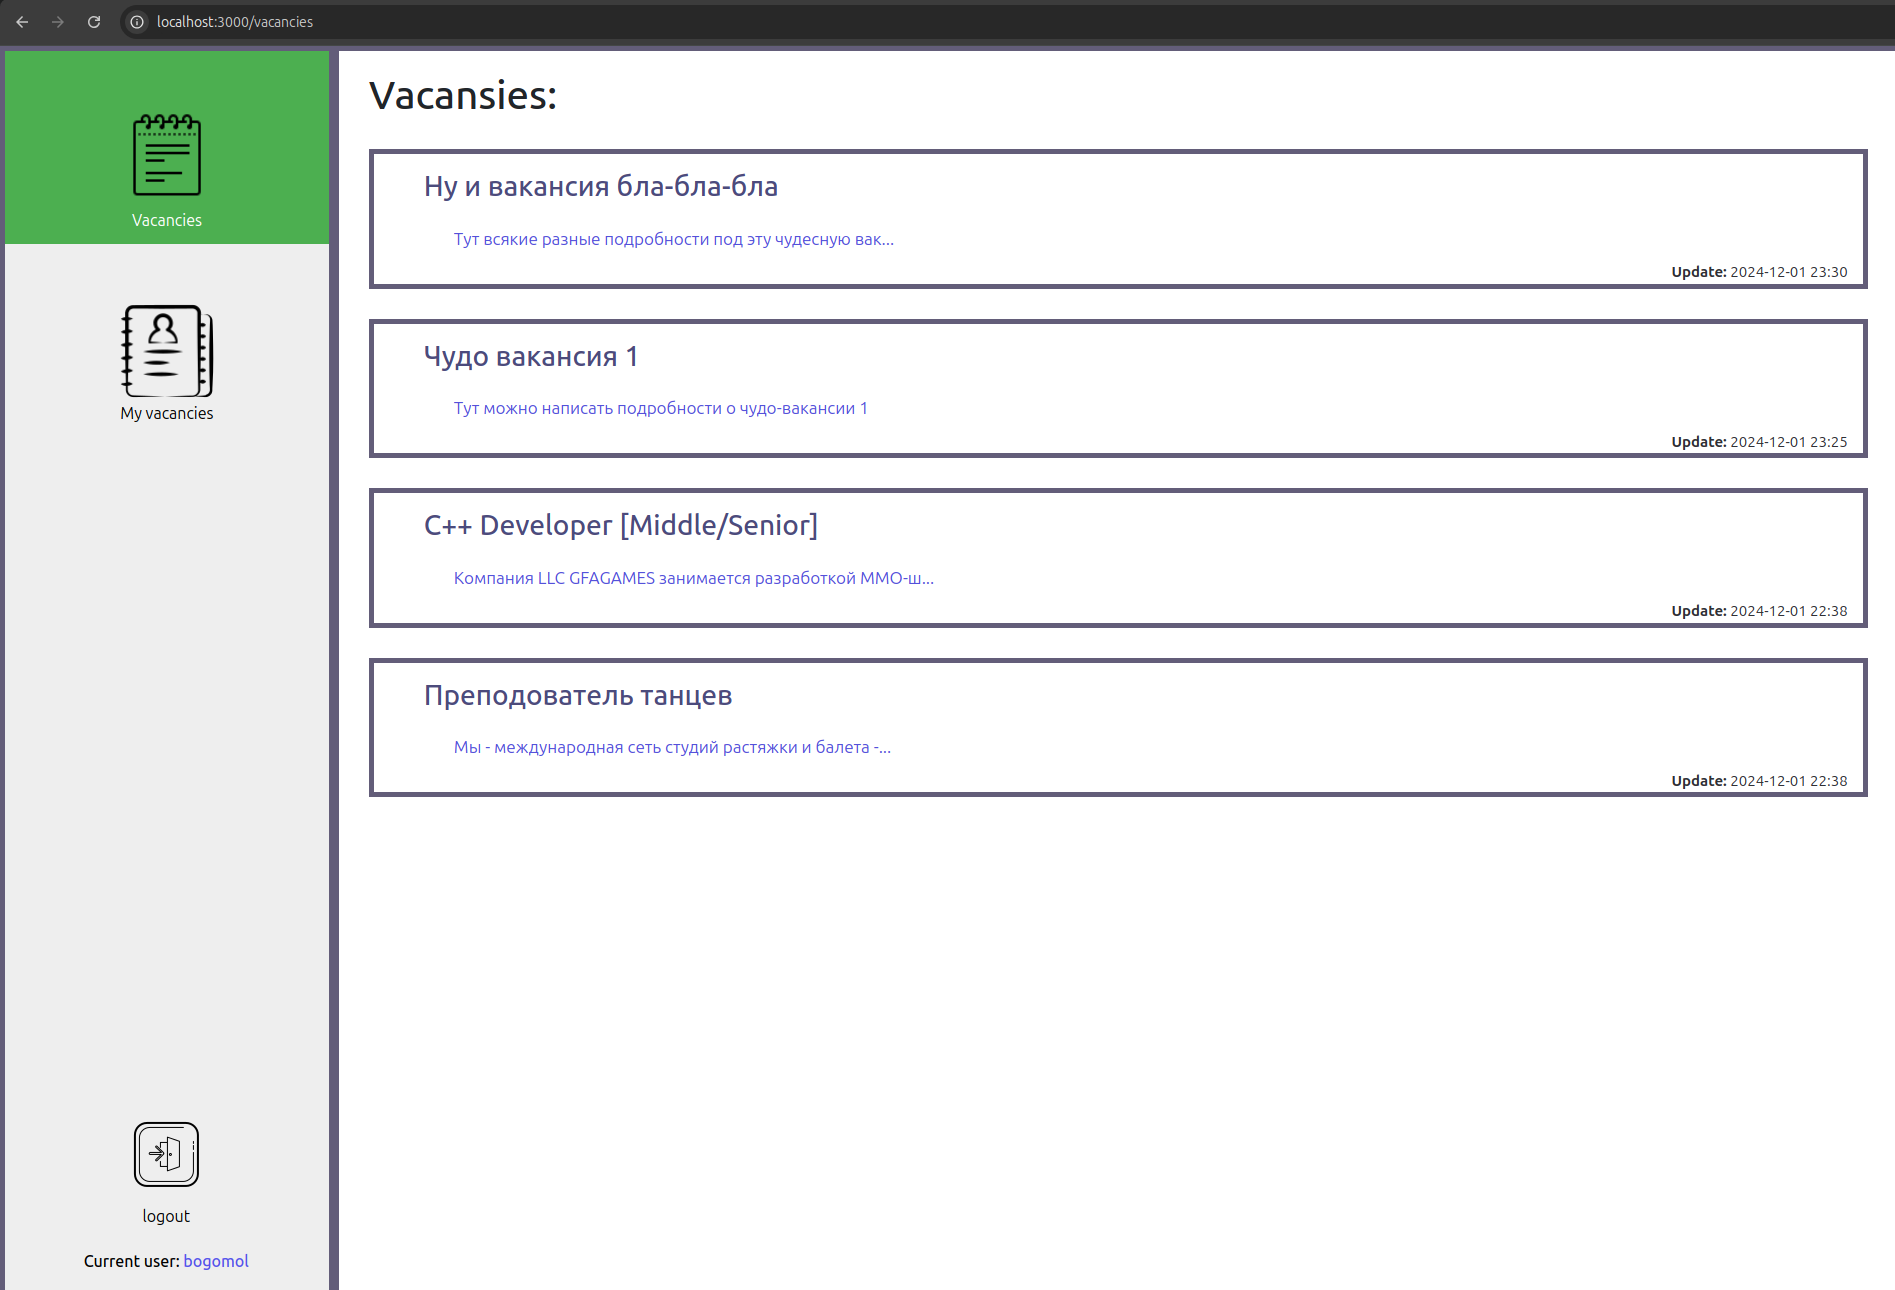 localhost:3000/vacancies
Vacancies
My vacancies
logout
Current user: bogomol
Vacansies:
Ну и вакансия бла-бла-бла
Тут всякие разные подробности под эту чудесную вак...
Update: 2024-12-01 23:30
Чудо вакансия 1
Тут можно написать подробности о чудо-вакансии 1
Update: 2024-12-01 23:25
C++ Developer [Middle/Senior]
Компания LLC GFAGAMES занимается разработкой ММО-ш...
Update: 2024-12-01 22:38
Преподователь танцев
Мы - международная сеть студий растяжки и балета -...
Update: 2024-12-01 22:38